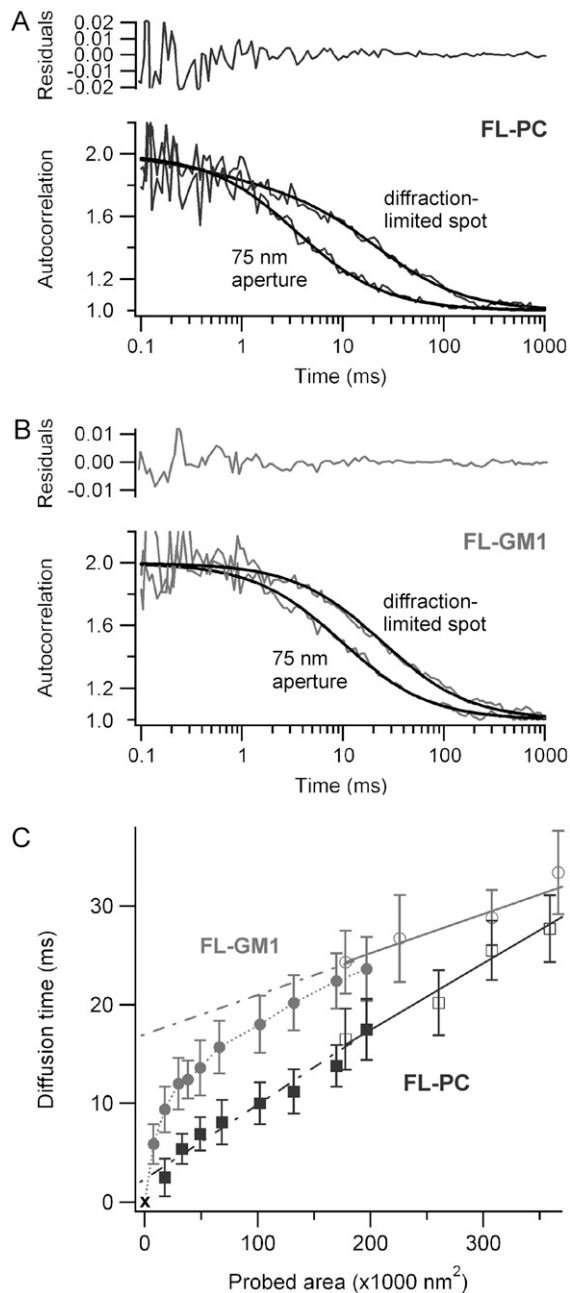 A
Residuals
0.02
0.01
0.00
-0.01
-0.02
FL-PC
Autocorrelation
2.0
1.6
1.2
1.0
diffraction-
limited spot
75 nm
aperture
0.1 1 10 100 1000
Time (ms)
B
Residuals
0.01
0.00
-0.01
FL-GM1
Autocorrelation
2.0
1.6
1.2
1.0
diffraction-
limited spot
75 nm
aperture
0.1 1 10 100 1000
Time (ms)
C
Diffusion time (ms)
30
20
10
0
FL-GM1
FL-PC
x
0 100 200 300
Probed area (x1000 nm²)